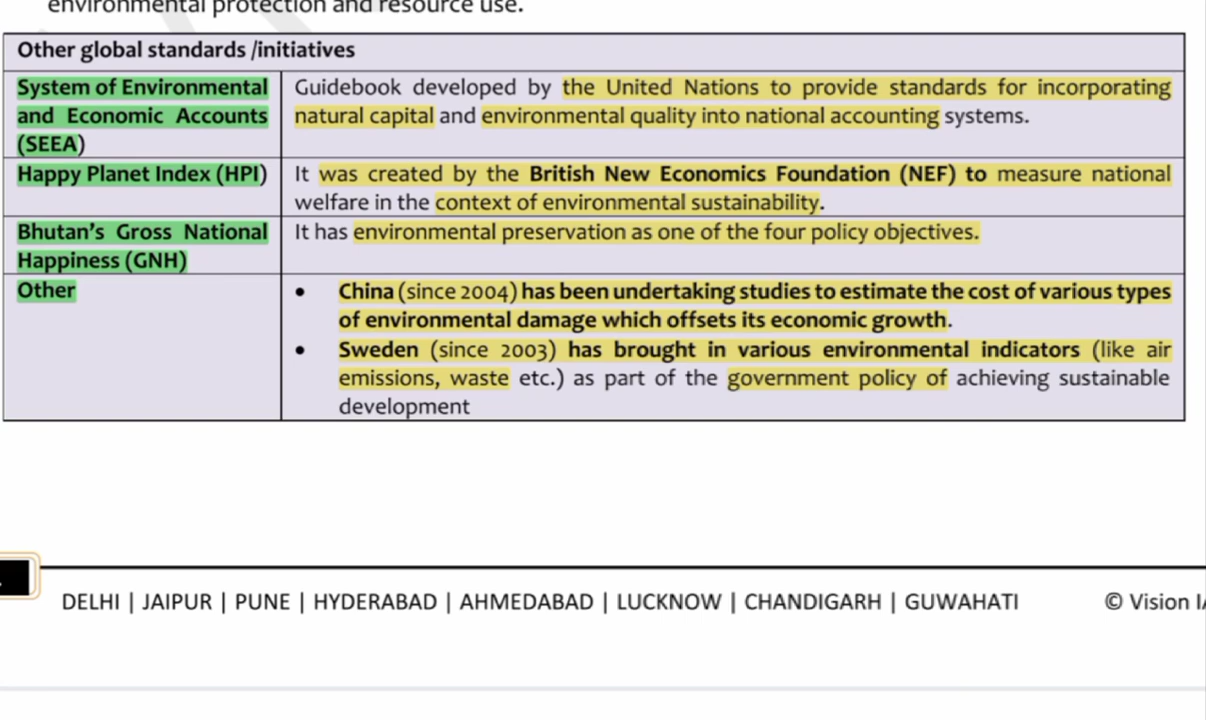 environmental protection and resource use.
Other global standards /initiatives
System of Environmental
and Economic Accounts
(SEEA)
Guidebook developed by the United Nations to provide standards for incorporating
natural capital and environmental quality into national accounting systems.
Happy Planet Index (HPI)
It was created by the British New Economics Foundation (NEF) to measure national
welfare in the context of environmental sustainability.
Bhutan's Gross National
Happiness (GNH)
It has environmental preservation as one of the four policy objectives.
Other
• China (since 2004) has been undertaking studies to estimate the cost of various types
of environmental damage which offsets its economic growth.
• Sweden (since 2003) has brought in various environmental indicators (like air
emissions, waste etc.) as part of the government policy of achieving sustainable
development
DELHI | JAIPUR | PUNE | HYDERABAD | AHMEDABAD | LUCKNOW | CHANDIGARH | GUWAHATI
© Vision